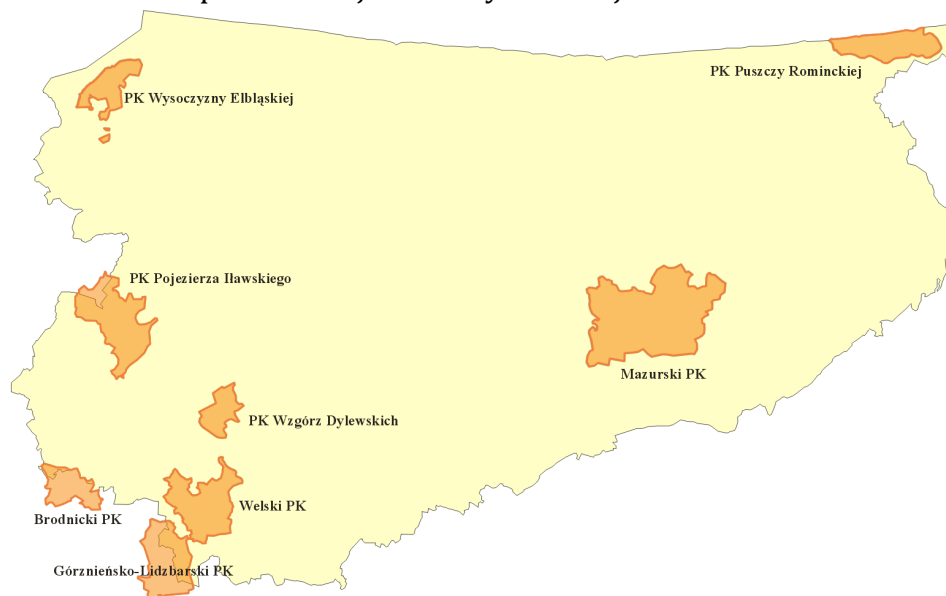 PK Puszczy Rominckiej
PK Wysoczyzny Elbląskiej
PK Pojezierza Iławskiego
Mazurski PK
PK Wzgórz Dylewskich
Welski PK
Brodnicki PK
Górznieńsko-Lidzbarski PK